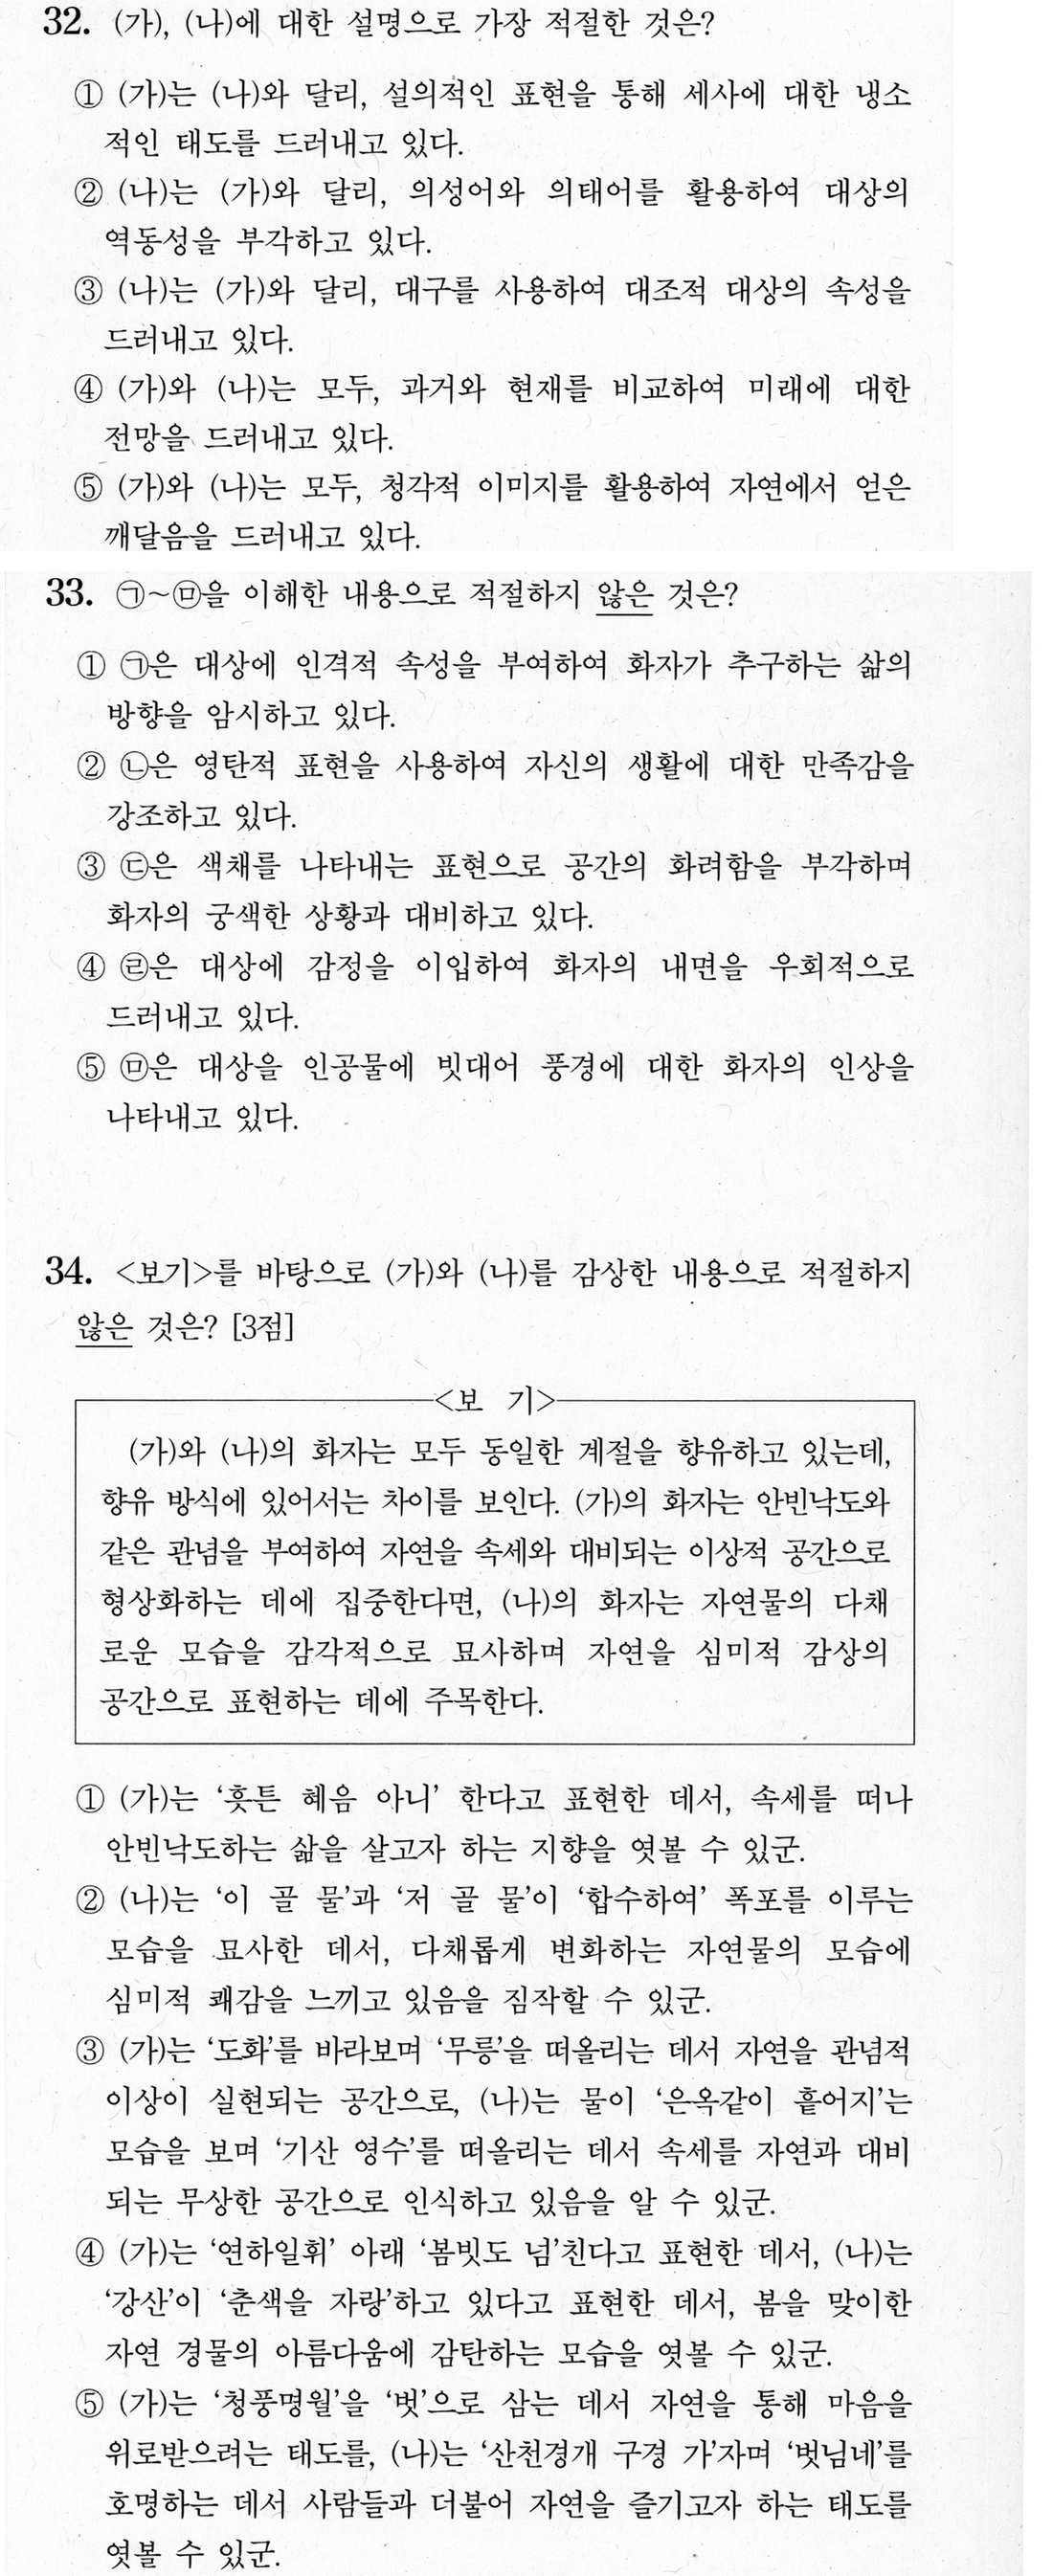 32. (가), (나)에 대한 설명으로 가장 적절한 것은?
① (가)는 (나)와 달리, 설의적인 표현을 통해 세사에 대한 냉소
적인 태도를 드러내고 있다.
② (나)는 (가)와 달리, 의성어와 의태어를 활용하여 대상의
역동성을 부각하고 있다.
③ (나)는 (가)와 달리, 대구를 사용하여 대조적 대상의 속성을
드러내고 있다.
④ (가)와 (나)는 모두, 과거와 현재를 비교하여 미래에 대한
전망을 드러내고 있다.
⑤ (가)와 (나)는 모두, 청각적 이미지를 활용하여 자연에서 얻은
깨달음을 드러내고 있다.
33. ㉠~㉤을 이해한 내용으로 적절하지 않은 것은?
① ㉠은 대상에 인격적 속성을 부여하여 화자가 추구하는 삶의
방향을 암시하고 있다.
② ㉡은 영탄적 표현을 사용하여 자신의 생활에 대한 만족감을
강조하고 있다.
③ ㉢은 색채를 나타내는 표현으로 공간의 화려함을 부각하며
화자의 궁색한 상황과 대비하고 있다.
④ ㉣은 대상에 감정을 이입하여 화자의 내면을 우회적으로
드러내고 있다.
⑤ ㉤은 대상을 인공물에 빗대어 풍경에 대한 화자의 인상을
나타내고 있다.
34. <보기>를 바탕으로 (가)와 (나)를 감상한 내용으로 적절하지
않은 것은? [3점]
<보 기>
(가)와 (나)의 화자는 모두 동일한 계절을 향유하고 있는데,
향유 방식에 있어서는 차이를 보인다. (가)의 화자는 안빈낙도와
같은 관념을 부여하여 자연을 속세와 대비되는 이상적 공간으로
형상화하는 데에 집중한다면, (나)의 화자는 자연물의 다채
로운 모습을 감각적으로 묘사하며 자연을 심미적 감상의
공간으로 표현하는 데에 주목한다.
① (가)는 ‘훗튼 혜음 아니’ 한다고 표현한 데서, 속세를 떠나
안빈낙도하는 삶을 살고자 하는 지향을 엿볼 수 있군.
② (나)는 ‘이 골 물’과 ‘저 골 물’이 ‘합수하여’ 폭포를 이루는
모습을 묘사한 데서, 다채롭게 변화하는 자연물의 모습에
심미적 쾌감을 느끼고 있음을 짐작할 수 있군.
③ (가)는 ‘도화’를 바라보며 ‘무릉’을 떠올리는 데서 자연을 관념적
이상이 실현되는 공간으로, (나)는 물이 ‘은옥같이 흩어지’는
모습을 보며 ‘기산 영수’를 떠올리는 데서 속세를 자연과 대비
되는 무상한 공간으로 인식하고 있음을 알 수 있군.
④ (가)는 ‘연하일휘’ 아래 ‘봄빗도 넘’친다고 표현한 데서, (나)는
‘강산’이 ‘춘색을 자랑’하고 있다고 표현한 데서, 봄을 맞이한
자연 경물의 아름다움에 감탄하는 모습을 엿볼 수 있군.
⑤ (가)는 ‘청풍명월’을 ‘벗’으로 삼는 데서 자연을 통해 마음을
위로받으려는 태도를, (나)는 ‘산천경개 구경 가’자며 ‘벗님네’를
호명하는 데서 사람들과 더불어 자연을 즐기고자 하는 태도를
엿볼 수 있군.